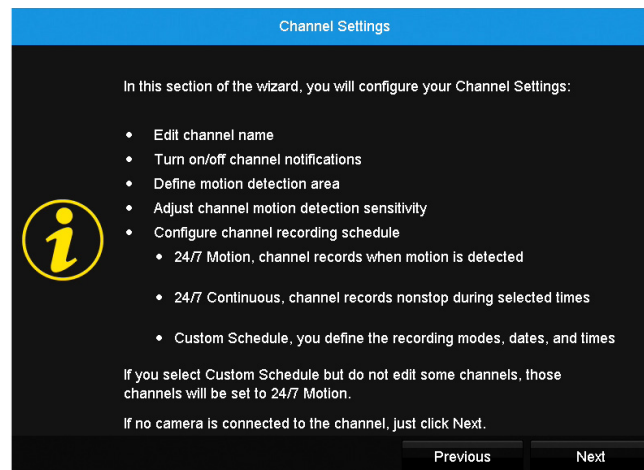 Channel Settings
In this section of the wizard, you will configure your Channel Settings:
• Edit channel name
• Turn on/off channel notifications
• Define motion detection area
• Adjust channel motion detection sensitivity
• Configure channel recording schedule
• 24/7 Motion, channel records when motion is detected
• 24/7 Continuous, channel records nonstop during selected times
• Custom Schedule, you define the recording modes, dates, and times
If you select Custom Schedule but do not edit some channels, those
channels will be set to 24/7 Motion.
If no camera is connected to the channel, just click Next.
Previous Next